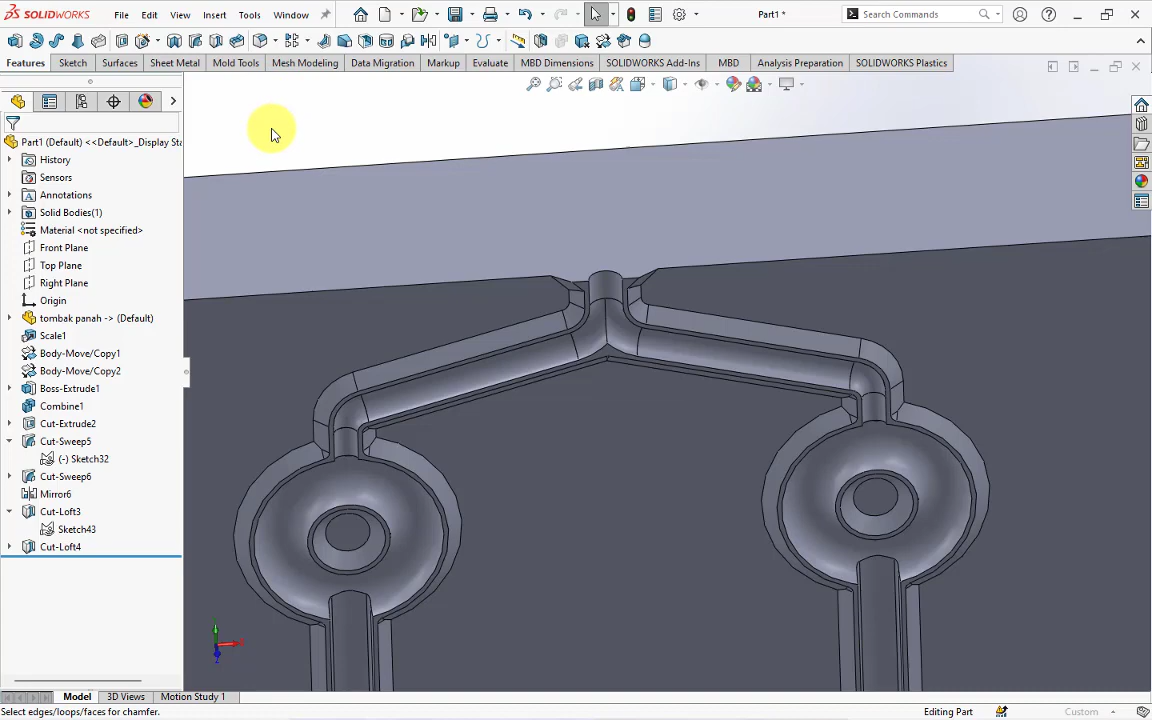 SOLIDWORKS File Edit View Insert Tools Window Part1 * Search Commands
Features Sketch Surfaces Sheet Metal Mold Tools Mesh Modeling Data Migration Markup Evaluate MBD Dimensions SOLIDWORKS Add-Ins MBD Analysis Preparation SOLIDWORKS Plastics
Part1 (Default) <<Default>_Display Sta
History
Sensors
Annotations
Solid Bodies(1)
Material <not specified>
Front Plane
Top Plane
Right Plane
Origin
tombak panah -> (Default)
Scale1
Body-Move/Copy1
Body-Move/Copy2
Boss-Extrude1
Combine1
Cut-Extrude2
Cut-Sweep5
(-) Sketch32
Cut-Sweep6
Mirror6
Cut-Loft3
Sketch43
Cut-Loft4
Model 3D Views Motion Study 1
Select edges/loops/faces for chamfer. Editing Part Custom